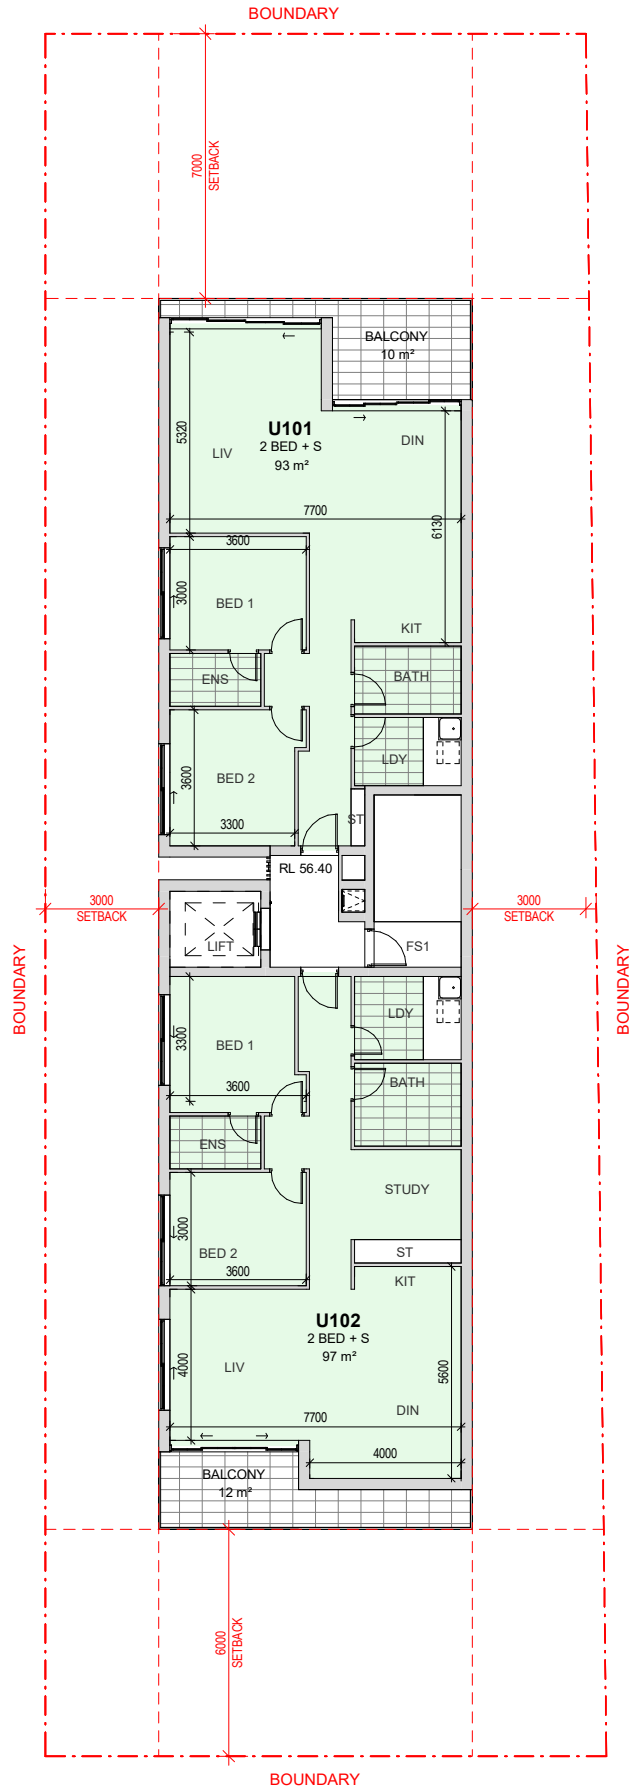 BOUNDARY
7000
SETBACK
BALCONY
10 m²
5320
U101
2 BED + S
93 m²
LIV
DIN
7700
6130
3600
3000
BED 1
KIT
ENS
BATH
3600
BED 2
LDY
3300
ST
RL 56.40
3000
SETBACK
3000
SETBACK
LIFT
FS1
BOUNDARY
BOUNDARY
3300
BED 1
LDY
3600
BATH
ENS
STUDY
3000
BED 2
ST
3600
KIT
U102
2 BED + S
97 m²
4000
LIV
5600
DIN
7700
4000
BALCONY
12 m²
6000
SETBACK
BOUNDARY